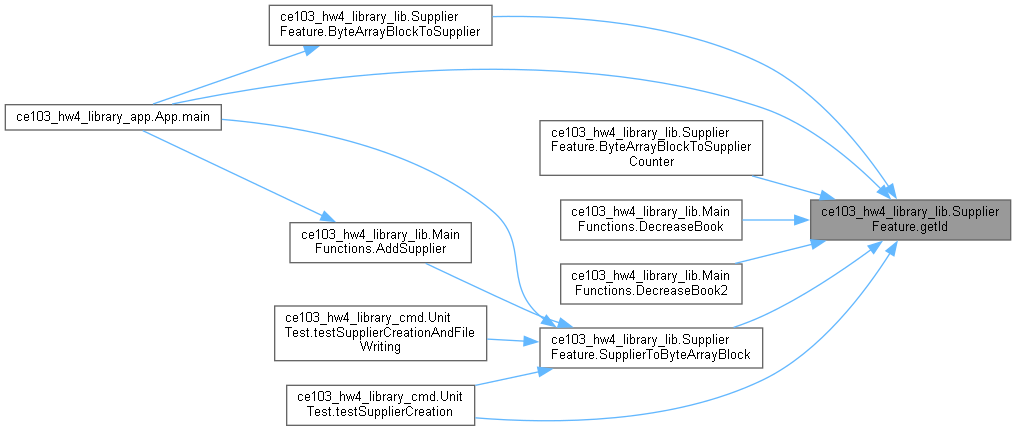 ce103_hw4_library_lib.Supplier
Feature.ByteArrayBlockToSupplier
ce103_hw4_library_app.App.main
ce103_hw4_library_lib.Supplier
Feature.ByteArrayBlockToSupplier
Counter
ce103_hw4_library_lib.Main
Functions.DecreaseBook
ce103_hw4_library_lib.Supplier
Feature.getId
ce103_hw4_library_lib.Main
Functions.AddSupplier
ce103_hw4_library_lib.Main
Functions.DecreaseBook2
ce103_hw4_library_cmd.Unit
Test.testSupplierCreationAndFile
Writing
ce103_hw4_library_lib.Supplier
Feature.SupplierToByteArrayBlock
ce103_hw4_library_cmd.Unit
Test.testSupplierCreation